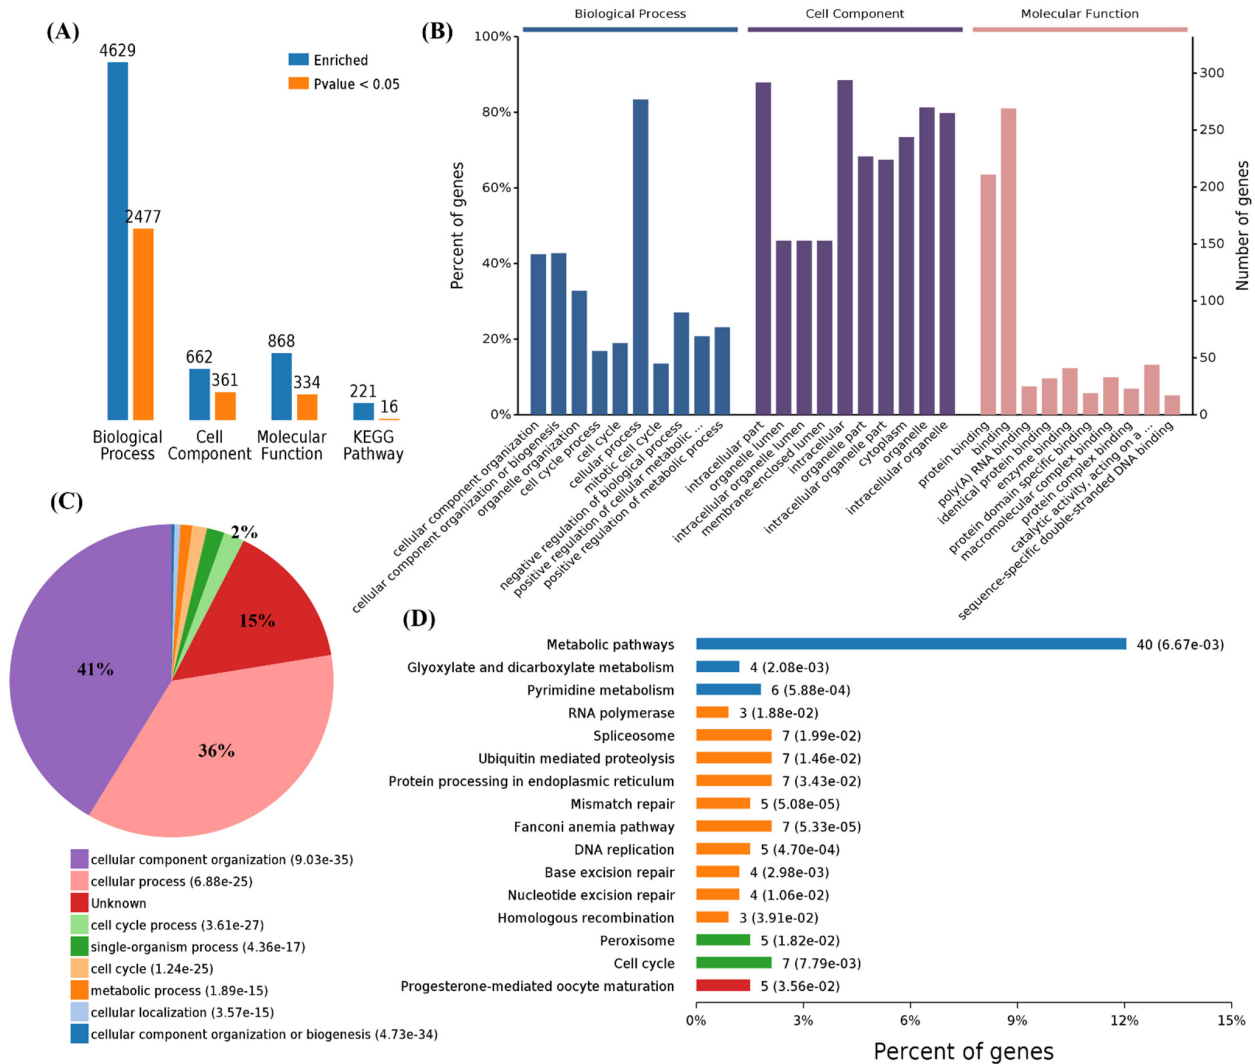 (A)
4629
2477
662
361
868
334
221
16
Enriched
Pvalue < 0.05
Biological
Process
Cell
Component
Molecular
Function
KEGG
Pathway
(B)
Biological Process
Cell Component
Molecular Function
Percent of genes
100%
80%
60%
40%
20%
0%
Number of genes
300
250
200
150
100
50
0
cellular component organization
cellular component organization or biogenesis
organelle organization
cell cycle process
cell cycle
cellular process
mitotic cell cycle
negative regulation of biological process
positive regulation of cellular metabolic ...
positive regulation of metabolic process
intracellular part
organelle lumen
intracellular organelle lumen
membrane-enclosed lumen
intracellular
organelle part
intracellular organelle part
cytoplasm
organelle
intracellular organelle
protein binding
binding
poly(A) RNA binding
identical protein binding
enzyme binding
protein domain specific binding
macromolecular complex binding
protein complex binding
catalytic activity, acting on a ...
sequence-specific double-stranded DNA binding
(C)
2%
15%
41%
36%
cellular component organization (9.03e-35)
cellular process (6.88e-25)
Unknown
cell cycle process (3.61e-27)
single-organism process (4.36e-17)
cell cycle (1.24e-25)
metabolic process (1.89e-15)
cellular localization (3.57e-15)
cellular component organization or biogenesis (4.73e-34)
(D)
Metabolic pathways 40 (6.67e-03)
Glyoxylate and dicarboxylate metabolism 4 (2.08e-03)
Pyrimidine metabolism 6 (5.88e-04)
RNA polymerase 3 (1.88e-02)
Spliceosome 7 (1.99e-02)
Ubiquitin mediated proteolysis 7 (1.46e-02)
Protein processing in endoplasmic reticulum 7 (3.43e-02)
Mismatch repair 5 (5.08e-05)
Fanconi anemia pathway 7 (5.33e-05)
DNA replication 5 (4.70e-04)
Base excision repair 4 (2.98e-03)
Nucleotide excision repair 4 (1.06e-02)
Homologous recombination 3 (3.91e-02)
Peroxisome 5 (1.82e-02)
Cell cycle 7 (7.79e-03)
Progesterone-mediated oocyte maturation 5 (3.56e-02)
0% 3% 6% 9% 12% 15%
Percent of genes